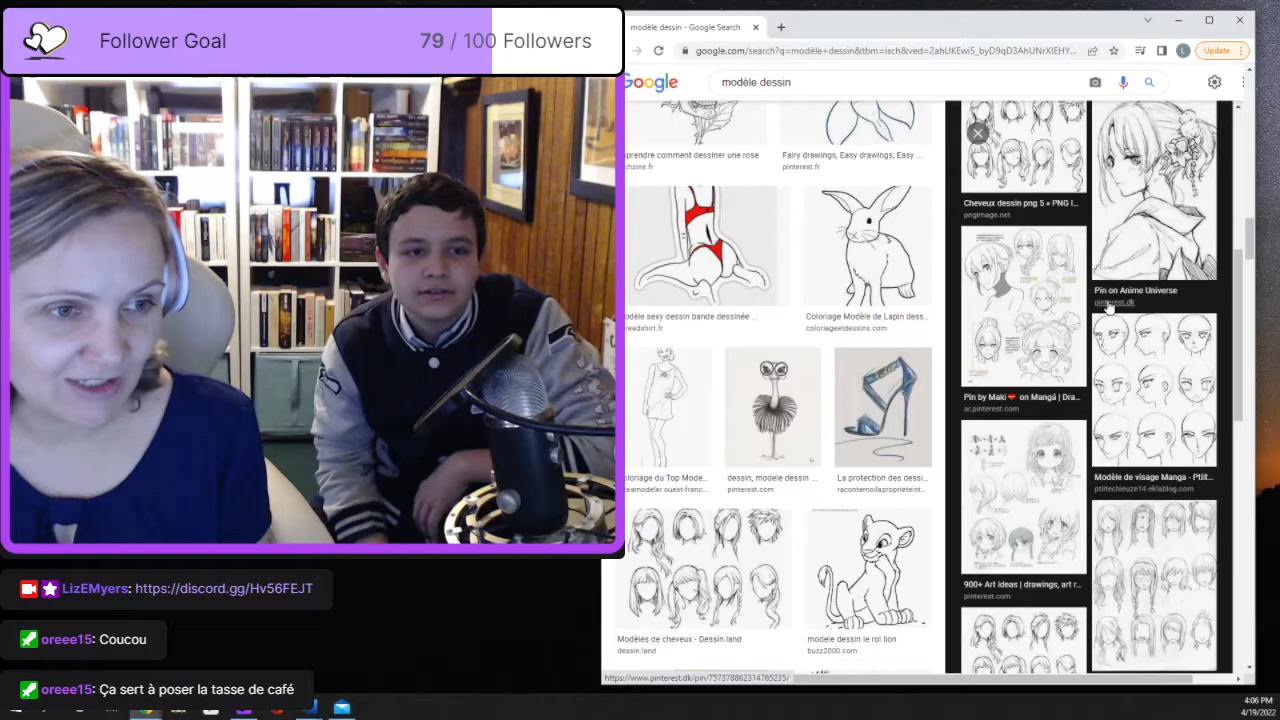 Follower Goal
79 / 100 Followers
LizEMyers: https://discord.gg/Hv56FEJT
oreee15: Coucou
oreee15: Ça sert à poser la tasse de café
modèle dessin - Google Search
google.com/search?q=modèle+dessin&tbm=isch&ved=2ahUKEwi5_byD9qD3AhUNrXIEHY...
L
Update
Google
modèle dessin
comment dessiner une rose
Fairy drawings, Easy drawings, Easy ...
pinterest.fr
sexy dessin bande dessinée ...
Coloriage Modèle de Lapin dess...
coloriageetdessins.com
du Top Mode...
dessin, modele dessin ...
pinterest.com
La protection des dessi...
racontemoilaproprieteint...
Modèles de cheveux - Dessin.land
dessin.land
modele dessin le roi lion
buzz2000.com
Cheveux dessin png 5 » PNG I...
pngimage.net
Pin by Maki on Mangá | Dra...
ar.pinterest.com
900+ Art ideas | drawings, art r...
pinterest.com
Pin on Anime Universe
pinterest.dk
Modèle de visage Manga - Ptit...
ptitechieuze14.eklablog.com
https://www.pinterest.dk/pin/757378862314765235/
4:06 PM
4/19/2022